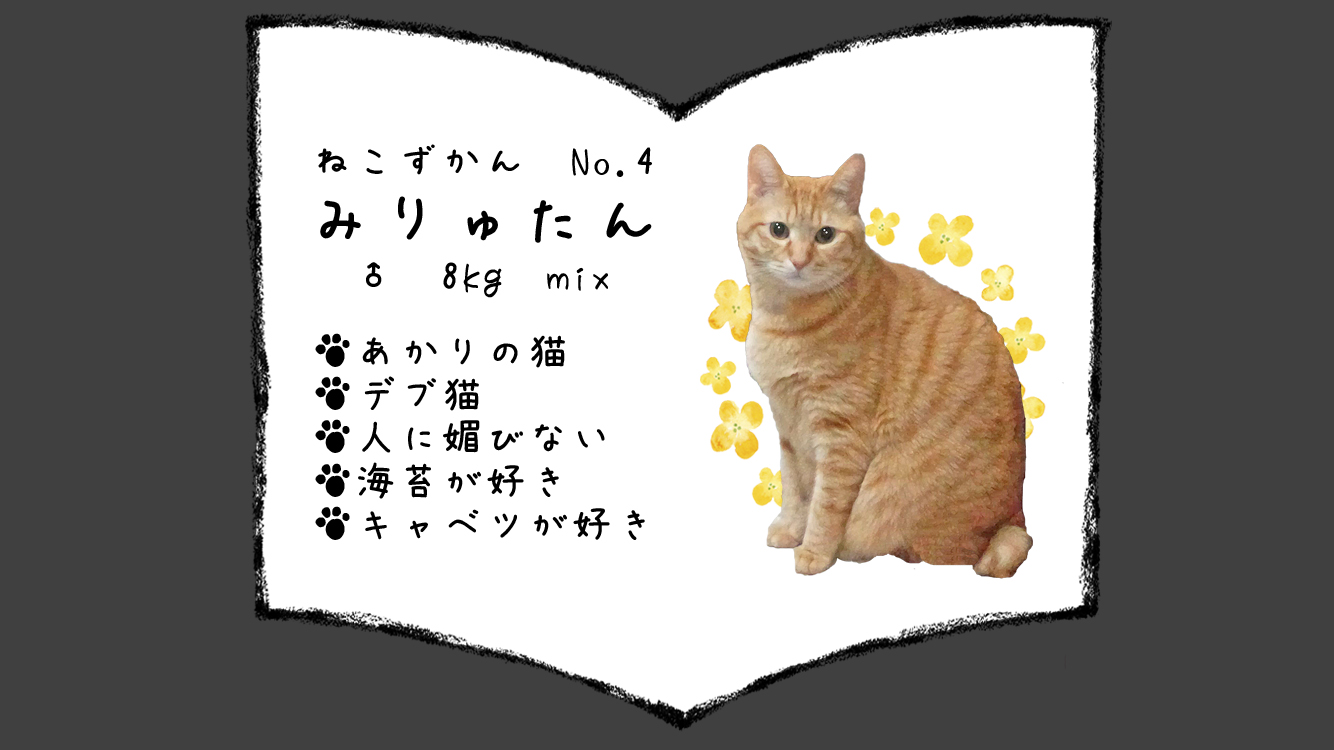 ねこずかん No.4
みりゅたん
♂ 8kg mix
あかりの猫
デブ猫
人に媚びない
海苔が好き
キャベツが好き